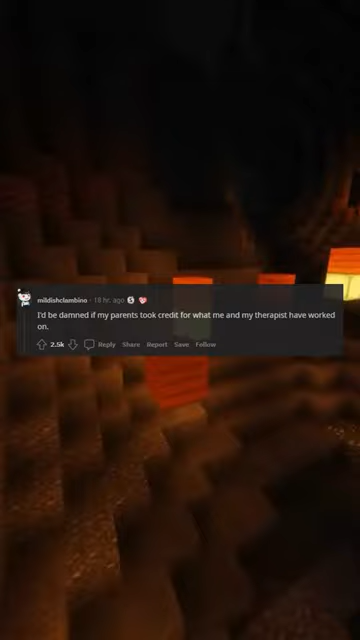 mildishclambino · 18 hr. ago
I'd be damned if my parents took credit for what me and my therapist have worked
on.
2.5k Reply Share Report Save Follow